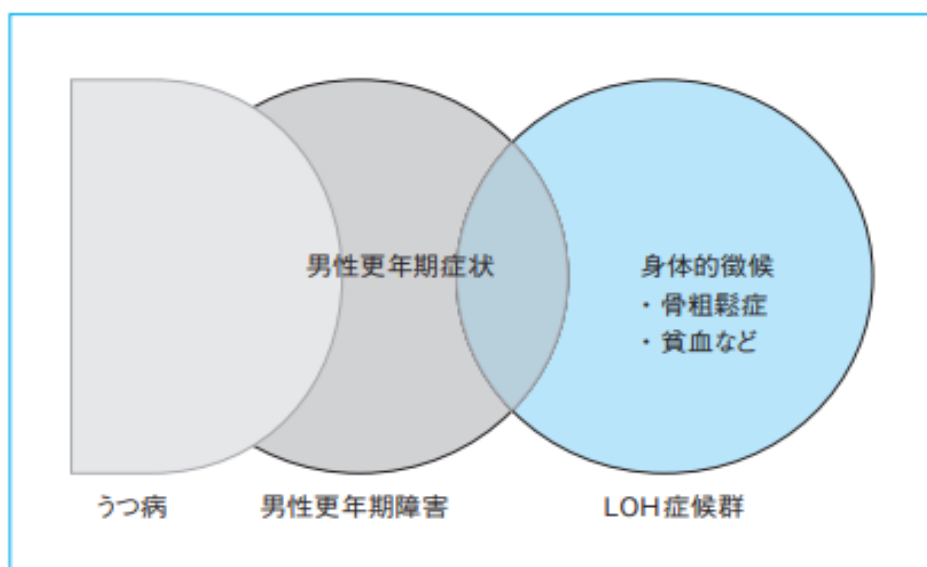 男性更年期症状
身体的徴候
・骨粗鬆症
・貧血など
うつ病
男性更年期障害
LOH症候群